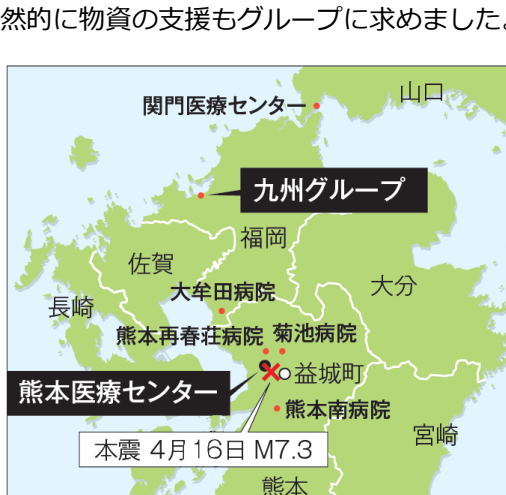 然的に物資の支援もグループに求めました。
山口
関門医療センター
九州グループ
福岡
佐賀
大分
大牟田病院
長崎
熊本再春荘病院 菊池病院
益城町
熊本医療センター
熊本南病院
宮崎
本震 4月16日 M7.3
熊本